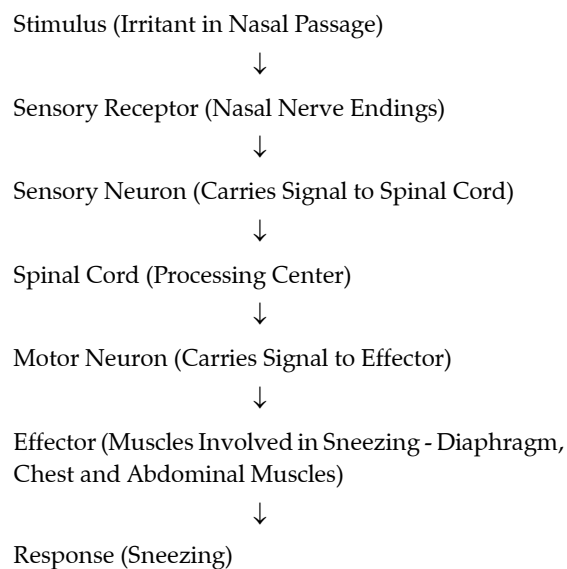 Stimulus (Irritant in Nasal Passage)
↓
Sensory Receptor (Nasal Nerve Endings)
↓
Sensory Neuron (Carries Signal to Spinal Cord)
↓
Spinal Cord (Processing Center)
↓
Motor Neuron (Carries Signal to Effector)
↓
Effector (Muscles Involved in Sneezing - Diaphragm,
Chest and Abdominal Muscles)
↓
Response (Sneezing)